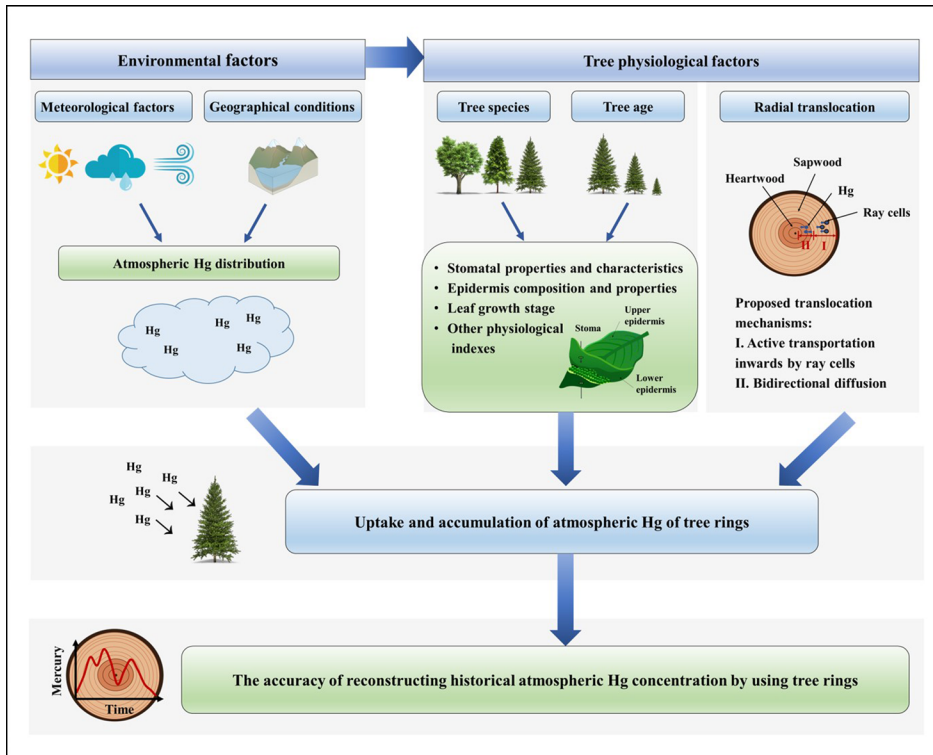 Environmental factors
Tree physiological factors
Meteorological factors
Geographical conditions
Tree species
Tree age
Radial translocation
Sapwood
Heartwood
Hg
Ray cells
II
I
Atmospheric Hg distribution
Hg
Hg
Hg
Hg
Hg
• Stomatal properties and characteristics
• Epidermis composition and properties
• Leaf growth stage
• Other physiological
indexes
Stoma
Upper
epidermis
Lower
epidermis
Proposed translocation
mechanisms:
I. Active transportation
inwards by ray cells
II. Bidirectional diffusion
Hg
Hg
Hg
Hg
Hg
Uptake and accumulation of atmospheric Hg of tree rings
Mercury
Time
The accuracy of reconstructing historical atmospheric Hg concentration by using tree rings